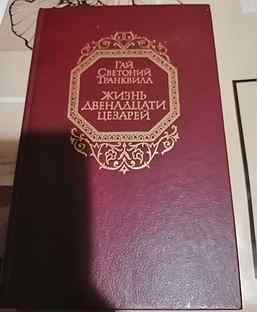 Гай
Светоний
Транквилл
Жизнь
двенадцати
цезарей